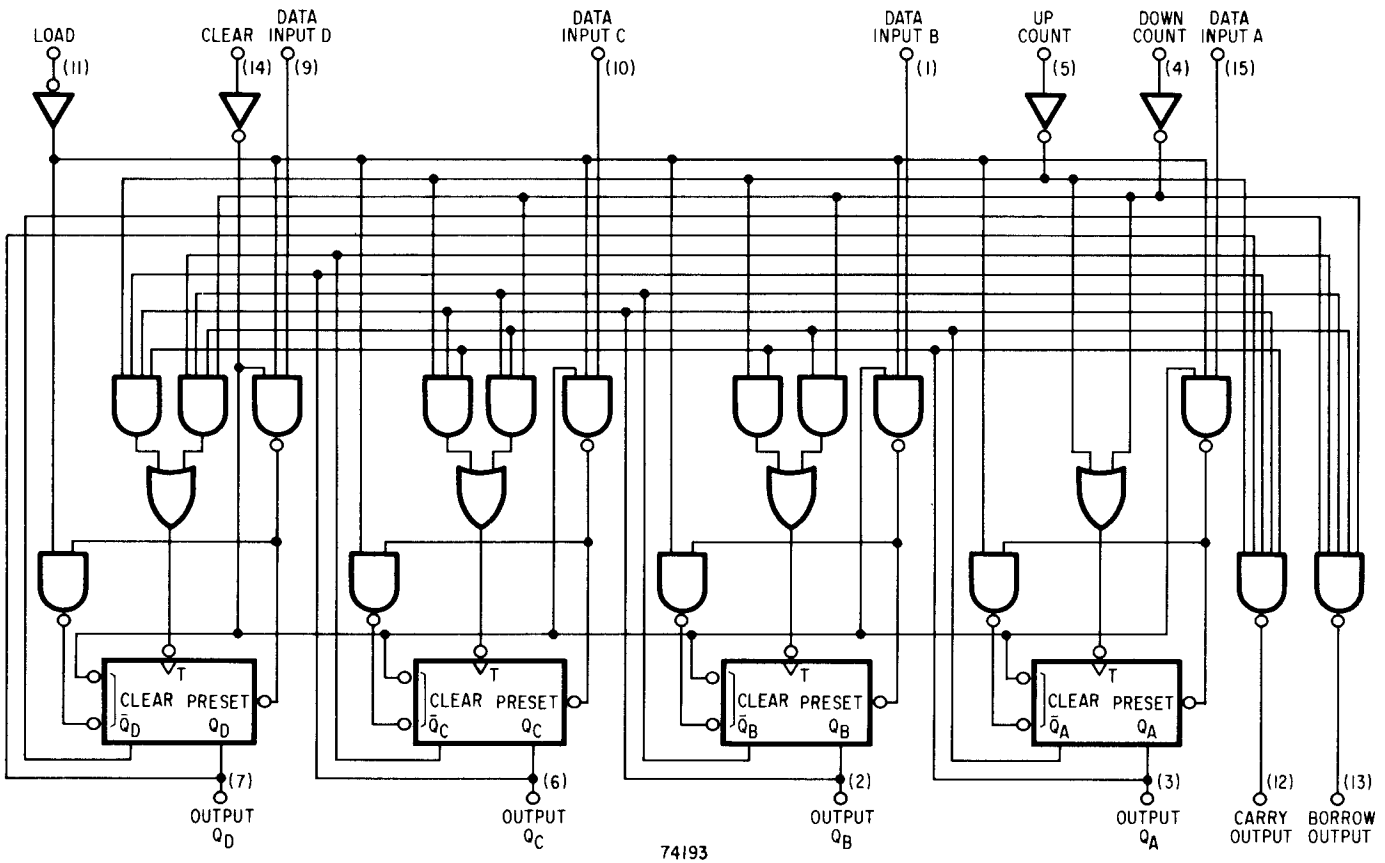 LOAD
(11)
CLEAR
(14)
DATA
INPUT D
(9)
DATA
INPUT C
(10)
DATA
INPUT B
(1)
UP
COUNT
(5)
DOWN
COUNT
(4)
DATA
INPUT A
(15)
T
CLEAR PRESET
Q̄D QD
T
CLEAR PRESET
Q̄C QC
T
CLEAR PRESET
Q̄B QB
T
CLEAR PRESET
Q̄A QA
(7)
OUTPUT
QD
(6)
OUTPUT
QC
(2)
OUTPUT
QB
(3)
OUTPUT
QA
(12)
CARRY
OUTPUT
(13)
BORROW
OUTPUT
74193